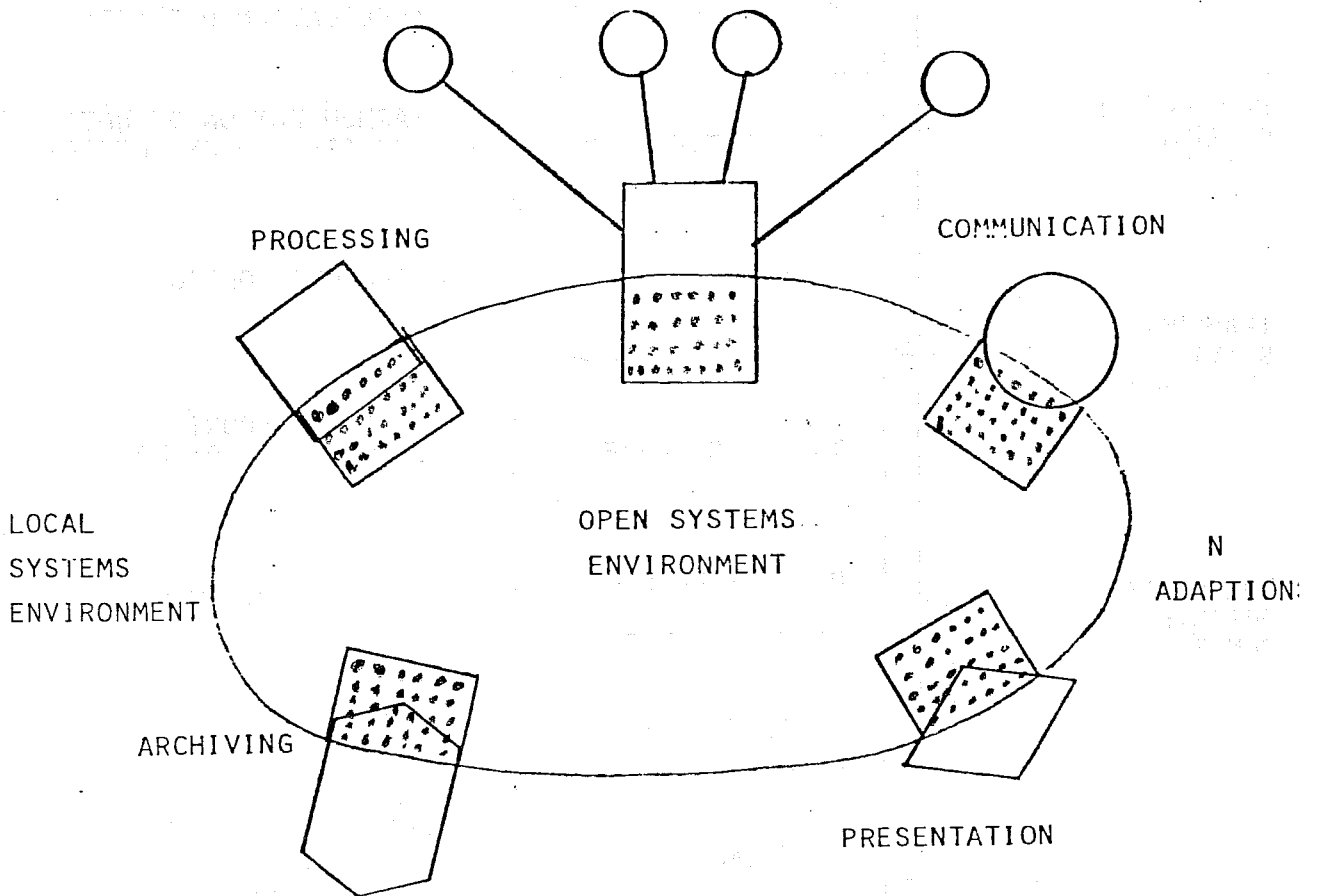 PROCESSING
COMMUNICATION
LOCAL
SYSTEMS
ENVIRONMENT
OPEN SYSTEMS
ENVIRONMENT
N
ADAPTION
ARCHIVING
PRESENTATION